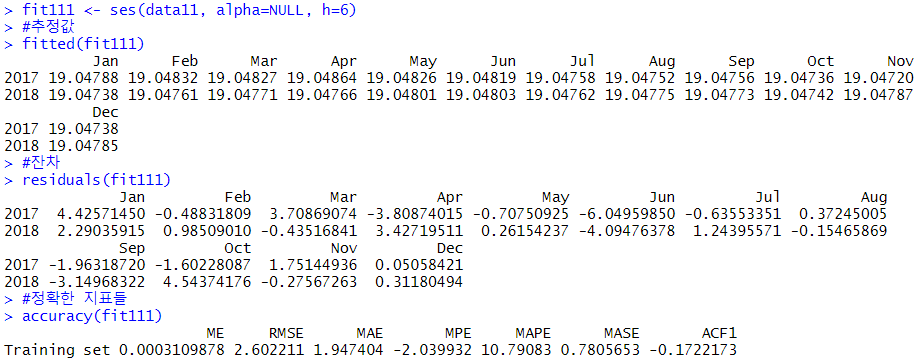 > fit111 <- ses(data11, alpha=NULL, h=6)
> #추정값
> fitted(fit111)
Jan Feb Mar Apr May Jun Jul Aug Sep Oct Nov
2017 19.04788 19.04832 19.04827 19.04864 19.04826 19.04819 19.04758 19.04752 19.04756 19.04736 19.04720
2018 19.04738 19.04761 19.04771 19.04766 19.04801 19.04803 19.04762 19.04775 19.04773 19.04742 19.04787
Dec
2017 19.04738
2018 19.04785
> #잔차
> residuals(fit111)
Jan Feb Mar Apr May Jun Jul Aug
2017 4.42571450 -0.48831809 3.70869074 -3.80874015 -0.70750925 -6.04959850 -0.63553351 0.37245005
2018 2.29035915 0.98509010 -0.43516841 3.42719511 0.26154237 -4.09476378 1.24395571 -0.15465869
Sep Oct Nov Dec
2017 -1.96318720 -1.60228087 1.75144936 0.05058421
2018 -3.14968322 4.54374176 -0.27567263 0.31180494
> #정확한 지표들
> accuracy(fit111)
ME RMSE MAE MPE MAPE MASE ACF1
Training set 0.0003109878 2.602211 1.947404 -2.039932 10.79083 0.7805653 -0.1722173